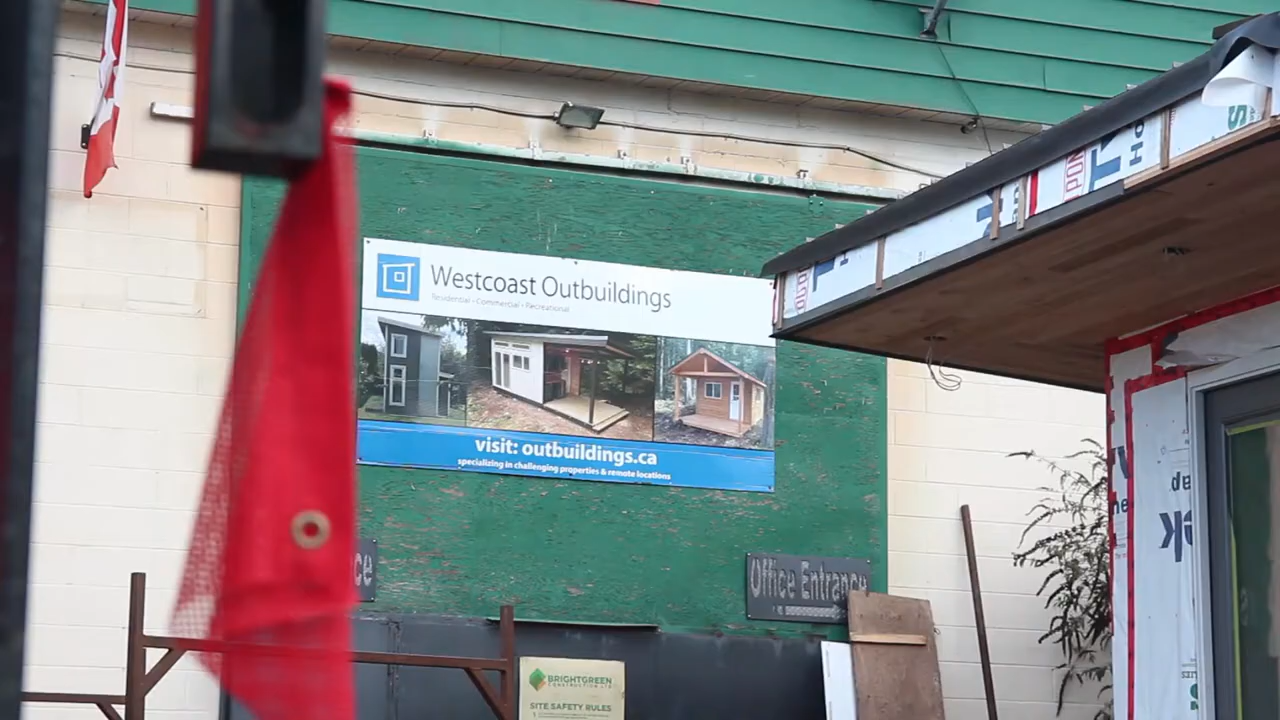 Westcoast Outbuildings
Residential • Commercial • Recreational
visit: outbuildings.ca
specializing in challenging properties & remote locations
ce
Office Entrance
BRIGHTGREEN
CONSTRUCTION LTD
SITE SAFETY RULES